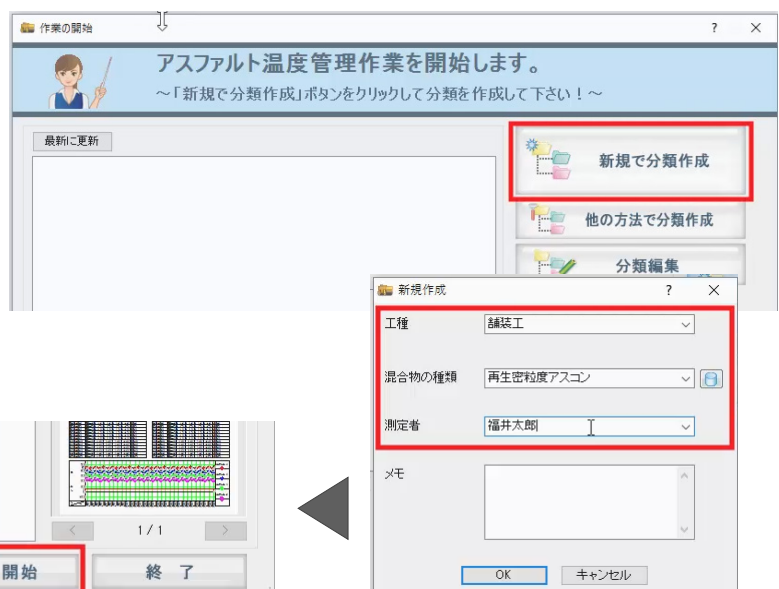 作業の開始
アスファルト温度管理作業を開始します。
～「新規で分類作成」ボタンをクリックして分類を作成して下さい！～
最新に更新
新規で分類作成
他の方法で分類作成
分類編集
新規作成
工種
舗装工
混合物の種類
再生密粒度アスコン
測定者
福井太郎
メモ
OK
キャンセル
1/1
開始
終 了